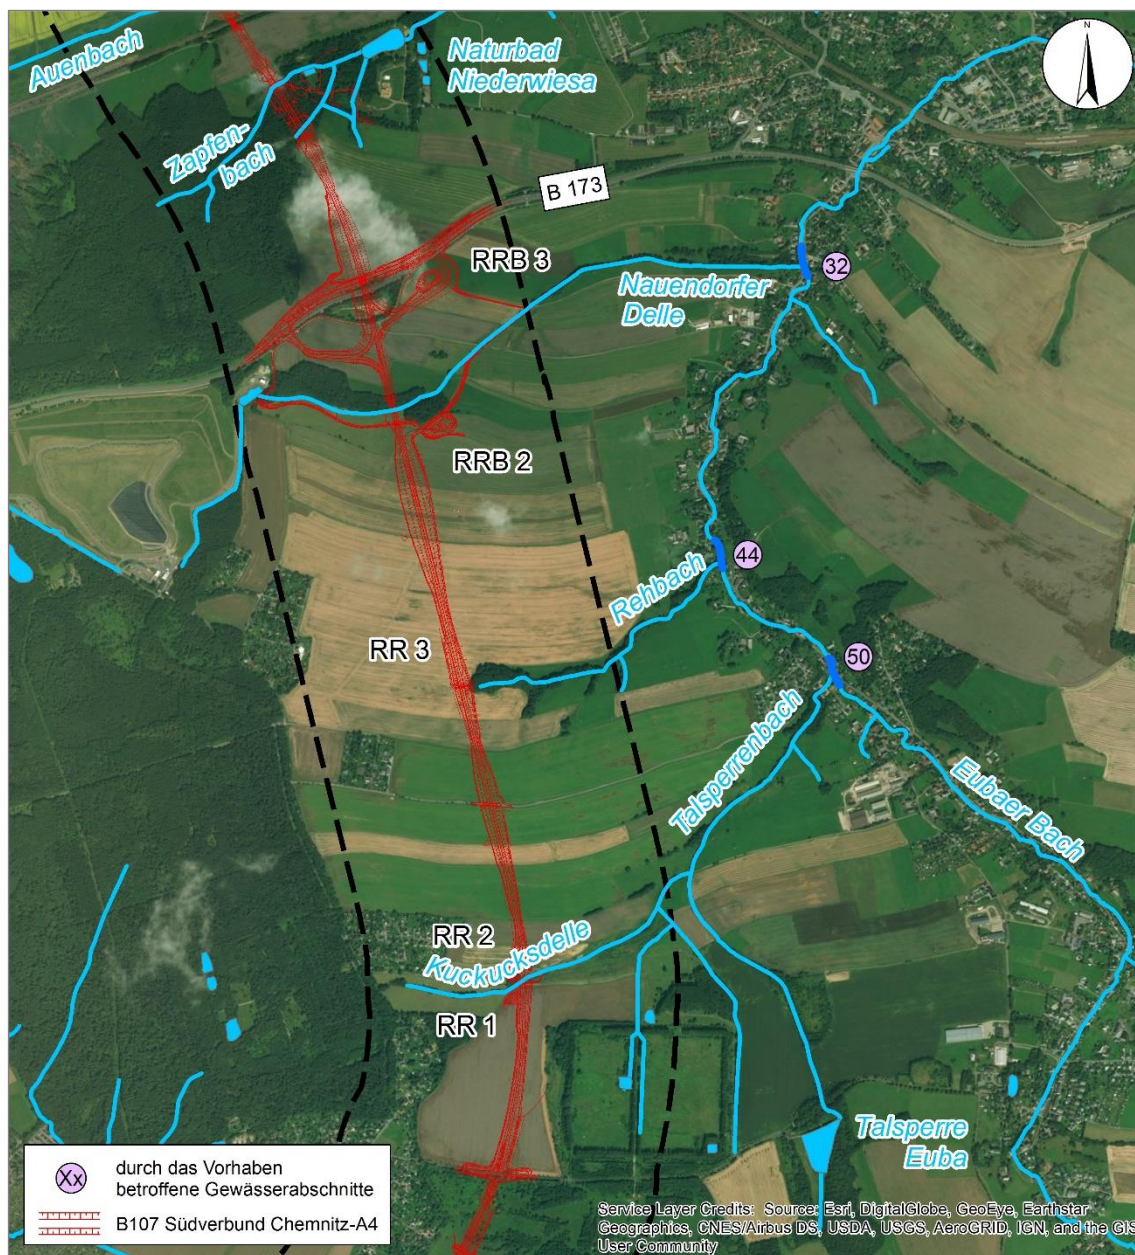 Auenbach
Naturbad
Niederwiesa
N
Zapfen-
bach
B 173
RRB 3
32
Nauendorfer
Delle
RRB 2
44
Rehbach
RR 3
50
Talsperrenbach
Eubaer Bach
RR 2
Kuckucksdelle
RR 1
Talsperre
Euba
Xx
durch das Vorhaben
betroffene Gewässerabschnitte
B107 Südverbund Chemnitz-A4
Service Layer Credits: Source: Esri, DigitalGlobe, GeoEye, Earthstar
Geographics, CNES/Airbus DS, USDA, USGS, AeroGRID, IGN, and the GIS
User Community